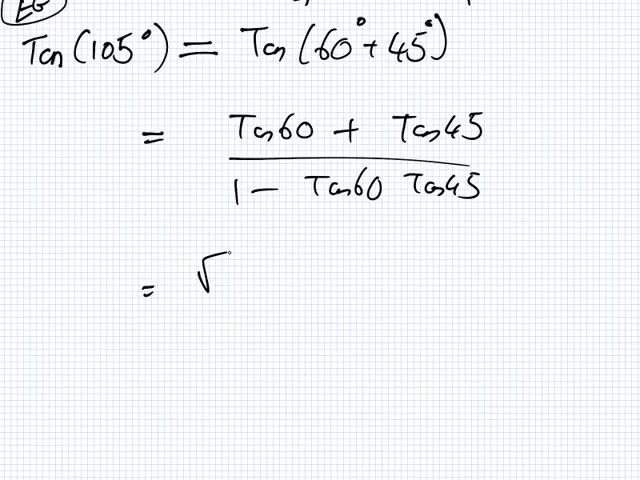 EG
Tan (105°) = Tan (60° + 45°)
= Tan60 + Tan45
1 - Tan60 Tan45
= √